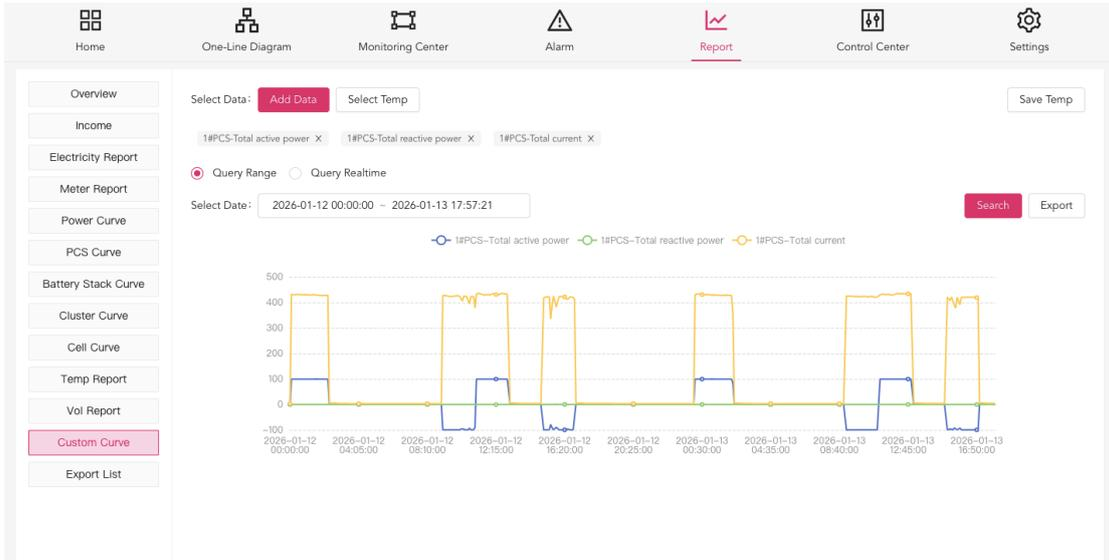 Home One-Line Diagram Monitoring Center Alarm Report Control Center Settings
Overview
Income
Electricity Report
Meter Report
Power Curve
PCS Curve
Battery Stack Curve
Cluster Curve
Cell Curve
Temp Report
Vol Report
Custom Curve
Export List
Select Data: Add Data Select Temp Save Temp
1#PCS-Total active power X 1#PCS-Total reactive power X 1#PCS-Total current X
Query Range Query Realtime
Select Date: 2026-01-12 00:00:00 ~ 2026-01-13 17:57:21 Search Export
1#PCS-Total active power 1#PCS-Total reactive power 1#PCS-Total current
500
400
300
200
100
0
-100
2026-01-12 2026-01-12 2026-01-12 2026-01-12 2026-01-12 2026-01-12 2026-01-13 2026-01-13 2026-01-13 2026-01-13 2026-01-13
00:00:00 04:05:00 08:10:00 12:15:00 16:20:00 20:25:00 00:30:00 04:35:00 08:40:00 12:45:00 16:50:00